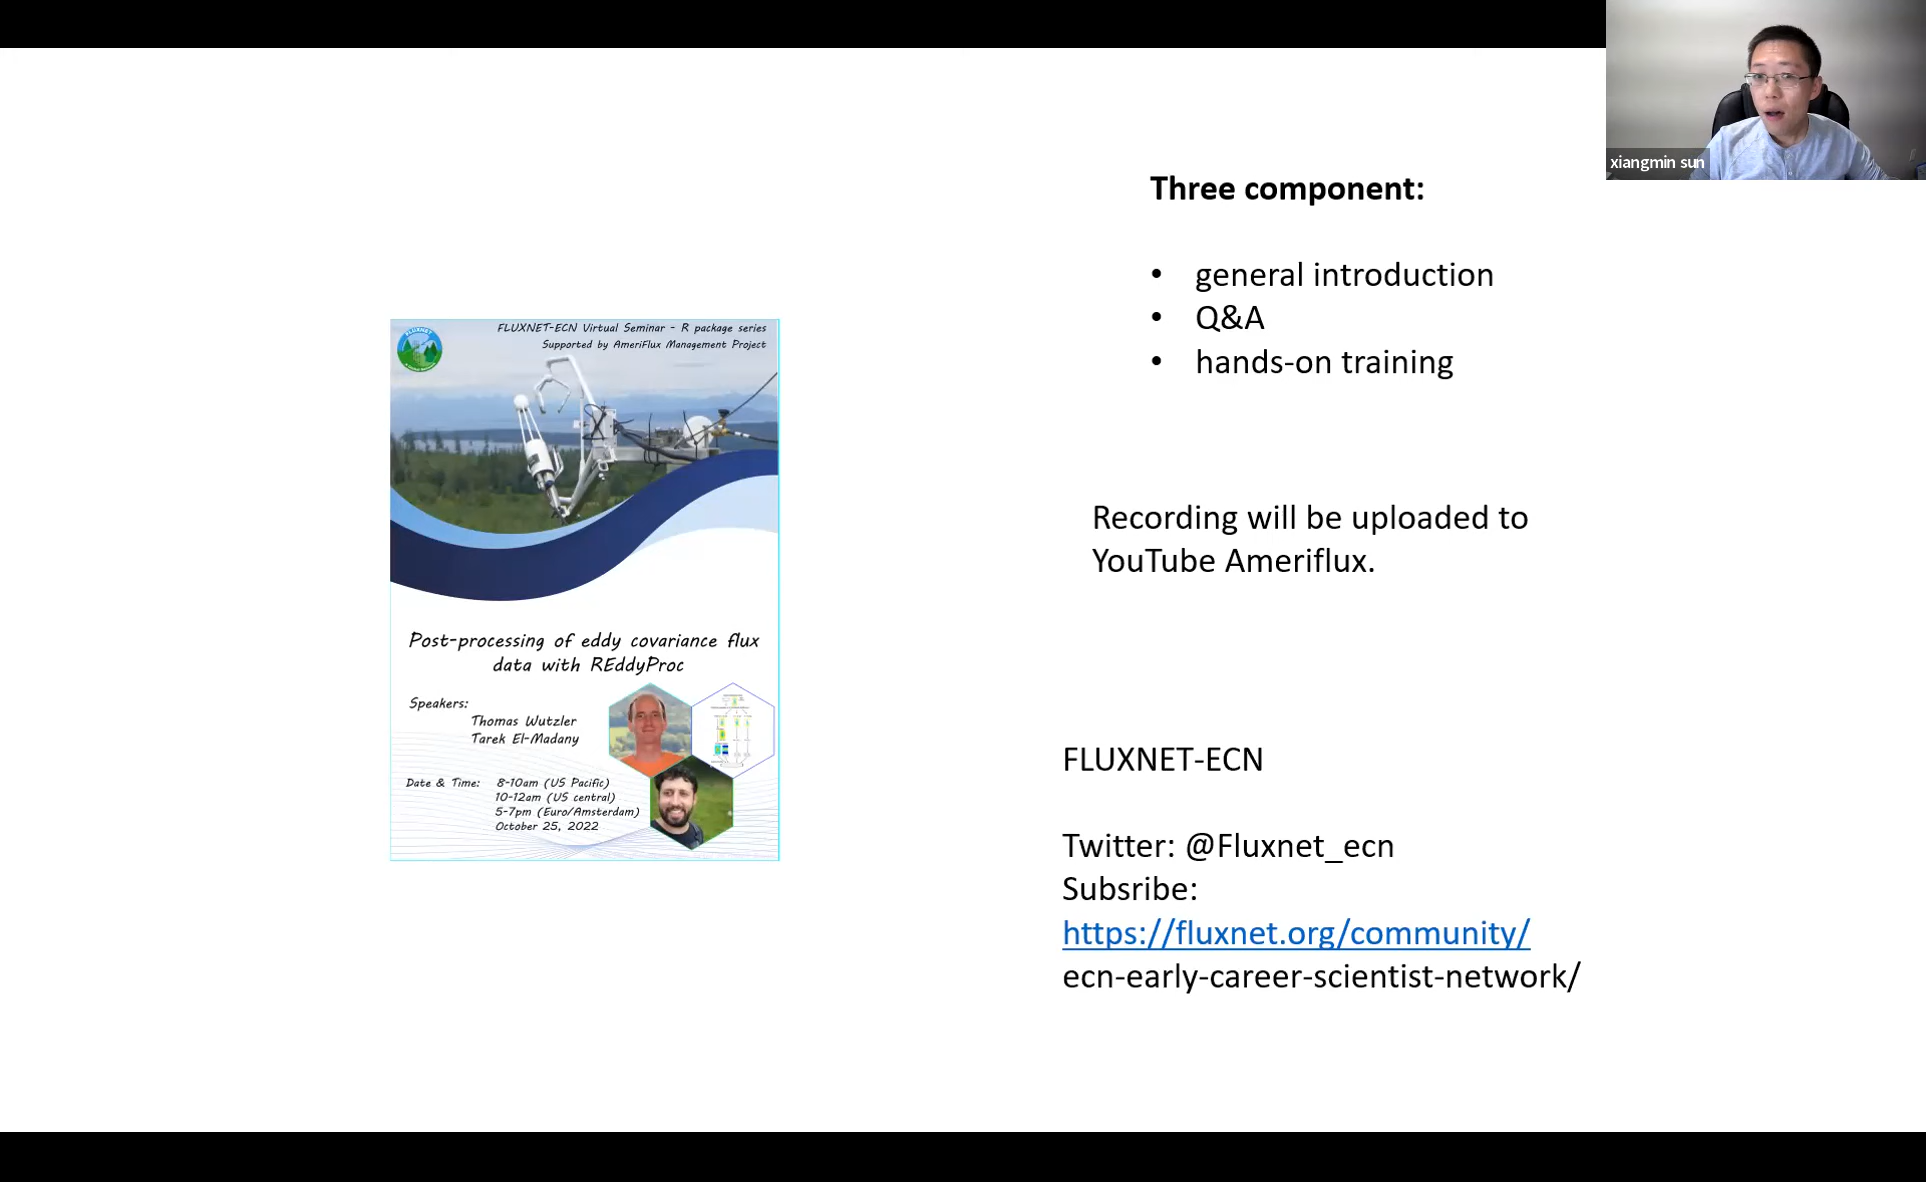 xiangmin sun
Three component:
• general introduction
• Q&A
• hands-on training
Recording will be uploaded to
YouTube Ameriflux.
FLUXNET-ECN
Twitter: @Fluxnet_ecn
Subsribe:
https://fluxnet.org/community/
ecn-early-career-scientist-network/
FLUXNET
FLUXNET-ECN Virtual Seminar - R package series
Supported by AmeriFlux Management Project
Post-processing of eddy covariance flux
data with REddyProc
Speakers:
Thomas Wutzler
Tarek El-Madany
Date & Time: 8-10am (US Pacific)
10-12am (US central)
5-7pm (Euro/Amsterdam)
October 25, 2022